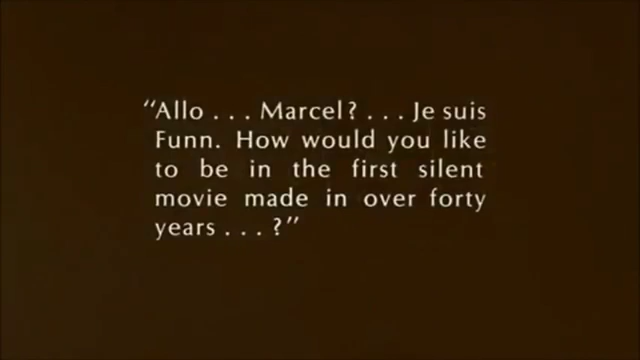 “Allo . . . Marcel? . . . Je suis
Funn. How would you like
to be in the first silent
movie made in over forty
years . . . ?”